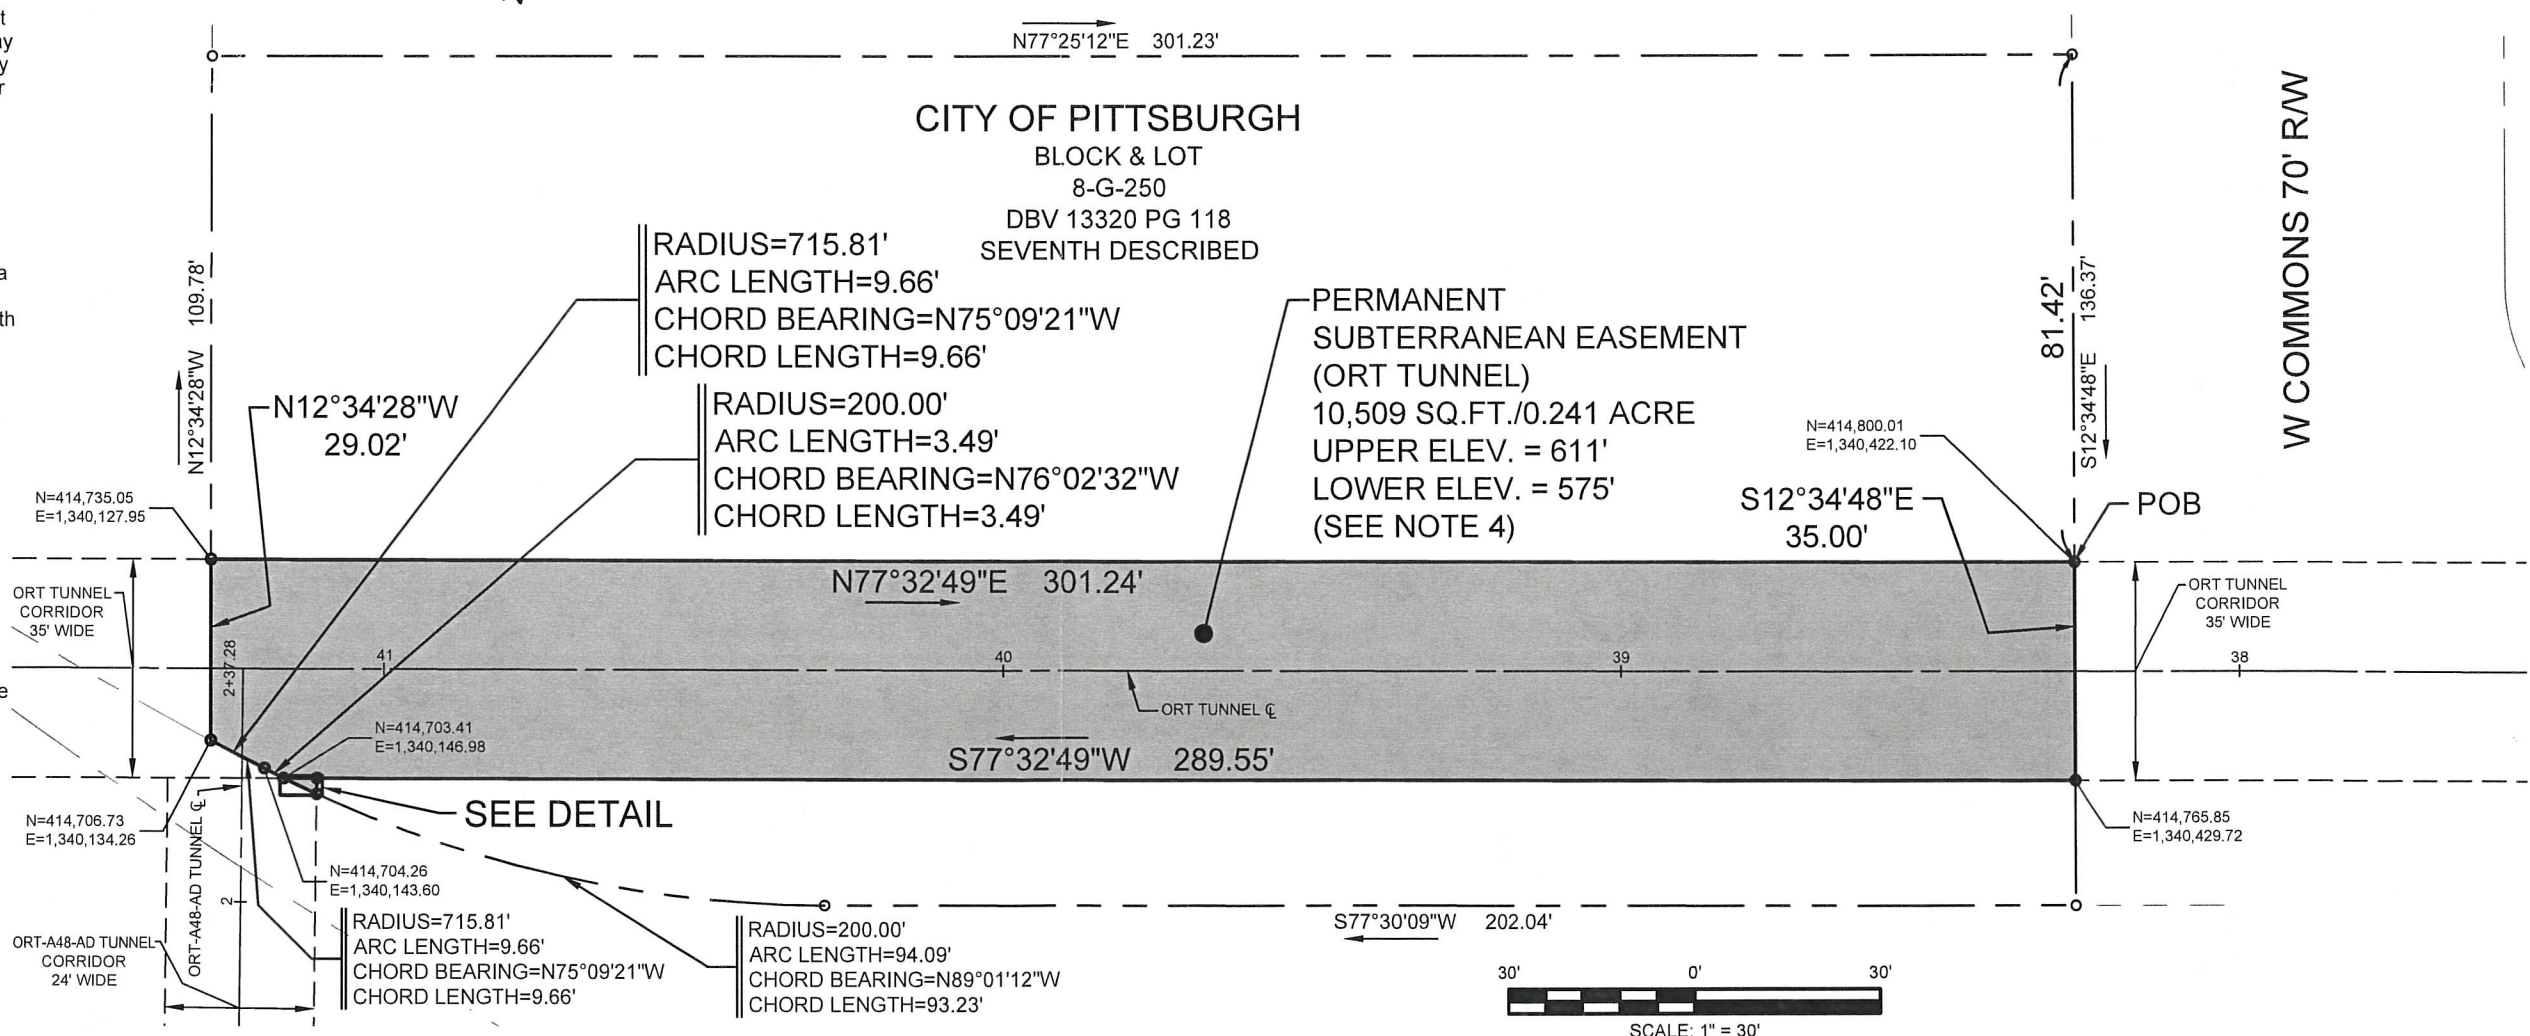 t
ay
y
r
a
th
e
N77°25'12"E 301.23'
CITY OF PITTSBURGH
BLOCK & LOT
8-G-250
DBV 13320 PG 118
SEVENTH DESCRIBED
W COMMONS 70' R/W
RADIUS=715.81'
ARC LENGTH=9.66'
CHORD BEARING=N75°09'21"W
CHORD LENGTH=9.66'
RADIUS=200.00'
ARC LENGTH=3.49'
CHORD BEARING=N76°02'32"W
CHORD LENGTH=3.49'
PERMANENT
SUBTERRANEAN EASEMENT
(ORT TUNNEL)
10,509 SQ.FT./0.241 ACRE
UPPER ELEV. = 611'
LOWER ELEV. = 575'
(SEE NOTE 4)
N12°34'28"W 109.78'
N12°34'28"W
29.02'
81.42'
S12°34'48"E 136.37'
N=414,800.01
E=1,340,422.10
S12°34'48"E
35.00'
POB
N=414,735.05
E=1,340,127.95
N77°32'49"E 301.24'
ORT TUNNEL
CORRIDOR
35' WIDE
ORT TUNNEL
CORRIDOR
35' WIDE
2+37.28
41
40
39
38
ORT TUNNEL ℄
N=414,703.41
E=1,340,146.98
S77°32'49"W 289.55'
SEE DETAIL
N=414,706.73
E=1,340,134.26
ORT-A48-AD TUNNEL ℄
2
N=414,704.26
E=1,340,143.60
N=414,765.85
E=1,340,429.72
ORT-A48-AD TUNNEL
CORRIDOR
24' WIDE
RADIUS=715.81'
ARC LENGTH=9.66'
CHORD BEARING=N75°09'21"W
CHORD LENGTH=9.66'
RADIUS=200.00'
ARC LENGTH=94.09'
CHORD BEARING=N89°01'12"W
CHORD LENGTH=93.23'
S77°30'09"W 202.04'
30' 0' 30'
SCALE: 1" = 30'